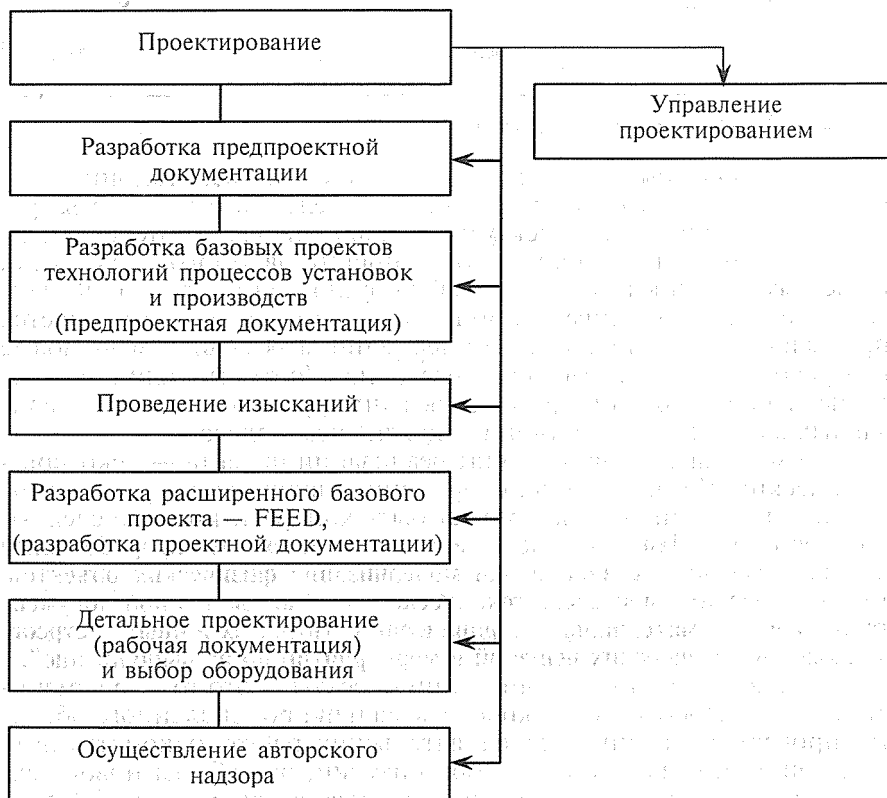 Проектирование
Управление
проектированием
Разработка предпроектной
документации
Разработка базовых проектов
технологий процессов установок
и производств
(предпроектная документация)
Проведение изысканий
Разработка расширенного базового
проекта — FEED,
(разработка проектной документации)
Детальное проектирование
(рабочая документация)
и выбор оборудования
Осуществление авторского
надзора